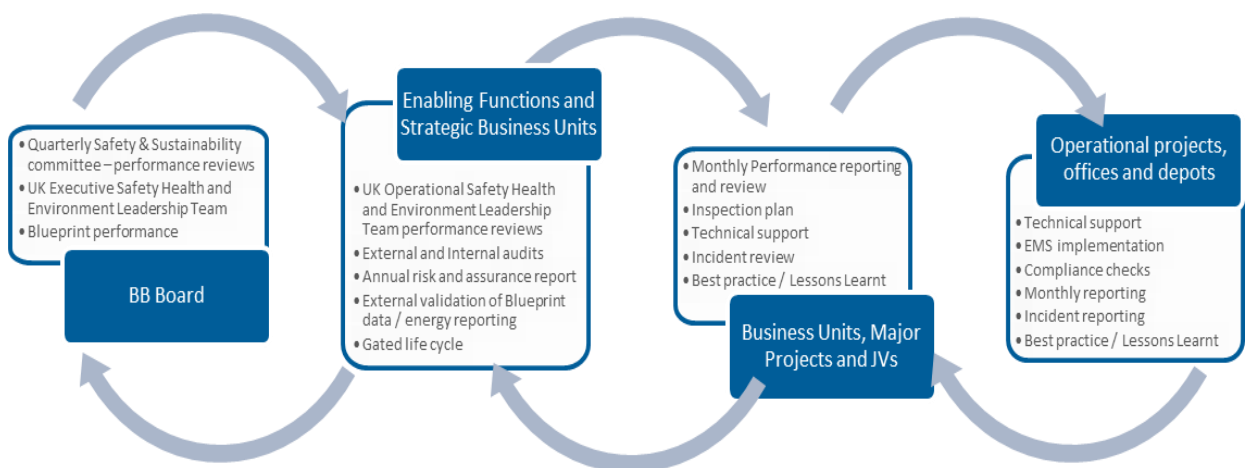 • Quarterly Safety & Sustainability
committee – performance reviews
• UK Executive Safety Health and
Environment Leadership Team
• Blueprint performance
BB Board
Enabling Functions and
Strategic Business Units
• UK Operational Safety Health
and Environment Leadership
Team performance reviews
• External and Internal audits
• Annual risk and assurance report
• External validation of Blueprint
data / energy reporting
• Gated life cycle
• Monthly Performance reporting
and review
• Inspection plan
• Technical support
• Incident review
• Best practice / Lessons Learnt
Business Units, Major
Projects and JVs
Operational projects,
offices and depots
• Technical support
• EMS implementation
• Compliance checks
• Monthly reporting
• Incident reporting
• Best practice / Lessons Learnt